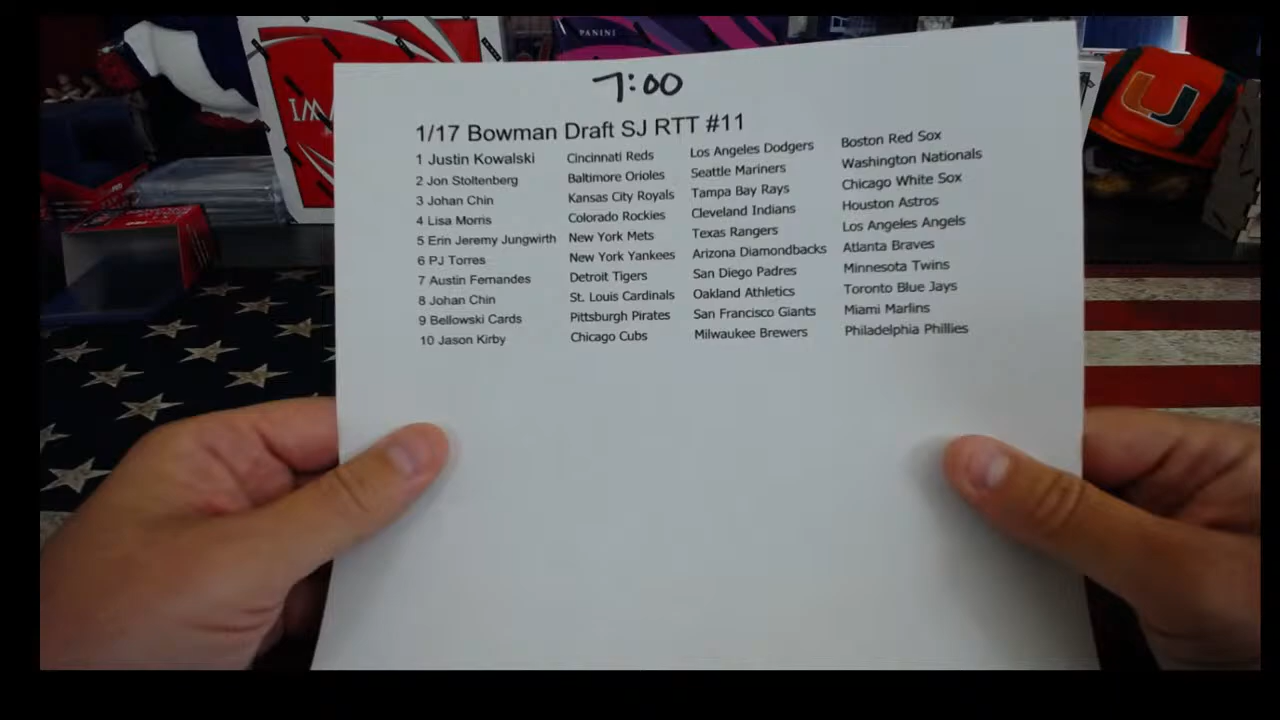 PANINI
IM
U
7:00
1/17 Bowman Draft SJ RTT #11
1 Justin Kowalski Cincinnati Reds Los Angeles Dodgers Boston Red Sox
2 Jon Stoltenberg Baltimore Orioles Seattle Mariners Washington Nationals
3 Johan Chin Kansas City Royals Tampa Bay Rays Chicago White Sox
4 Lisa Morris Colorado Rockies Cleveland Indians Houston Astros
5 Erin Jeremy Jungwirth New York Mets Texas Rangers Los Angeles Angels
6 PJ Torres New York Yankees Arizona Diamondbacks Atlanta Braves
7 Austin Fernandes Detroit Tigers San Diego Padres Minnesota Twins
8 Johan Chin St. Louis Cardinals Oakland Athletics Toronto Blue Jays
9 Bellowski Cards Pittsburgh Pirates San Francisco Giants Miami Marlins
10 Jason Kirby Chicago Cubs Milwaukee Brewers Philadelphia Phillies